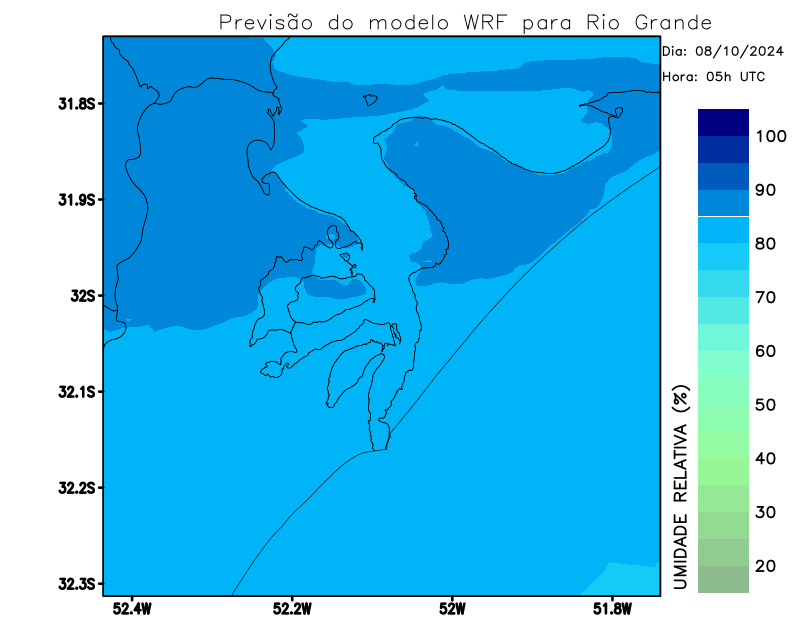 Previsão do modelo WRF para Rio Grande
Dia: 08/10/2024
Hora: 05h UTC
31.8S
31.9S
32S
32.1S
32.2S
32.3S
52.4W
52.2W
52W
51.8W
100
90
80
70
60
50
40
30
20
UMIDADE RELATIVA (%)